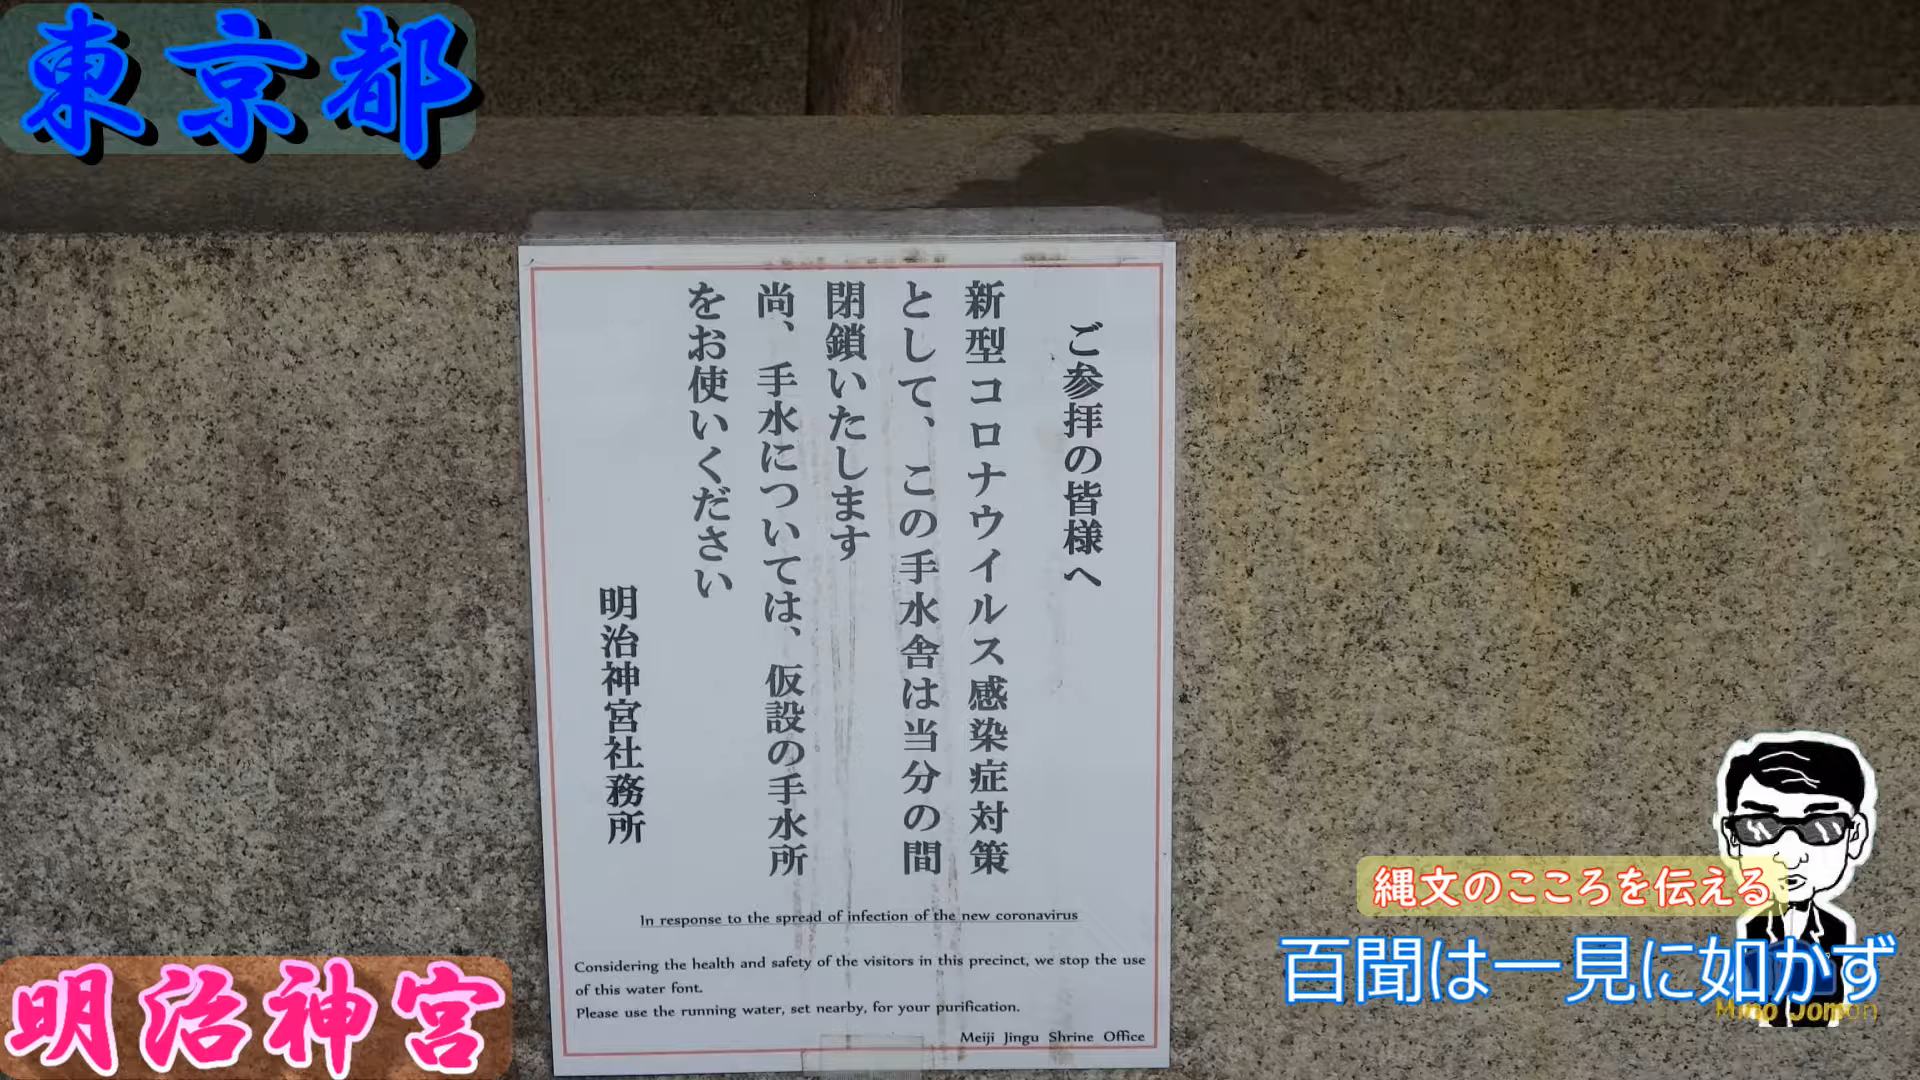 東京都
ご参拝の皆様へ
新型コロナウイルス感染症対策
として、この手水舎は当分の間
閉鎖いたします
尚、手水については、仮設の手水所
をお使いください
明治神宮社務所
In response to the spread of infection of the new coronavirus
Considering the health and safety of the visitors in this precinct, we stop the use
of this water font.
Please use the running water, set nearby, for your purification.
Meiji Jingu Shrine Office
縄文のこころを伝える
百聞は一見に如かず
Mino Jomon
明治神宮